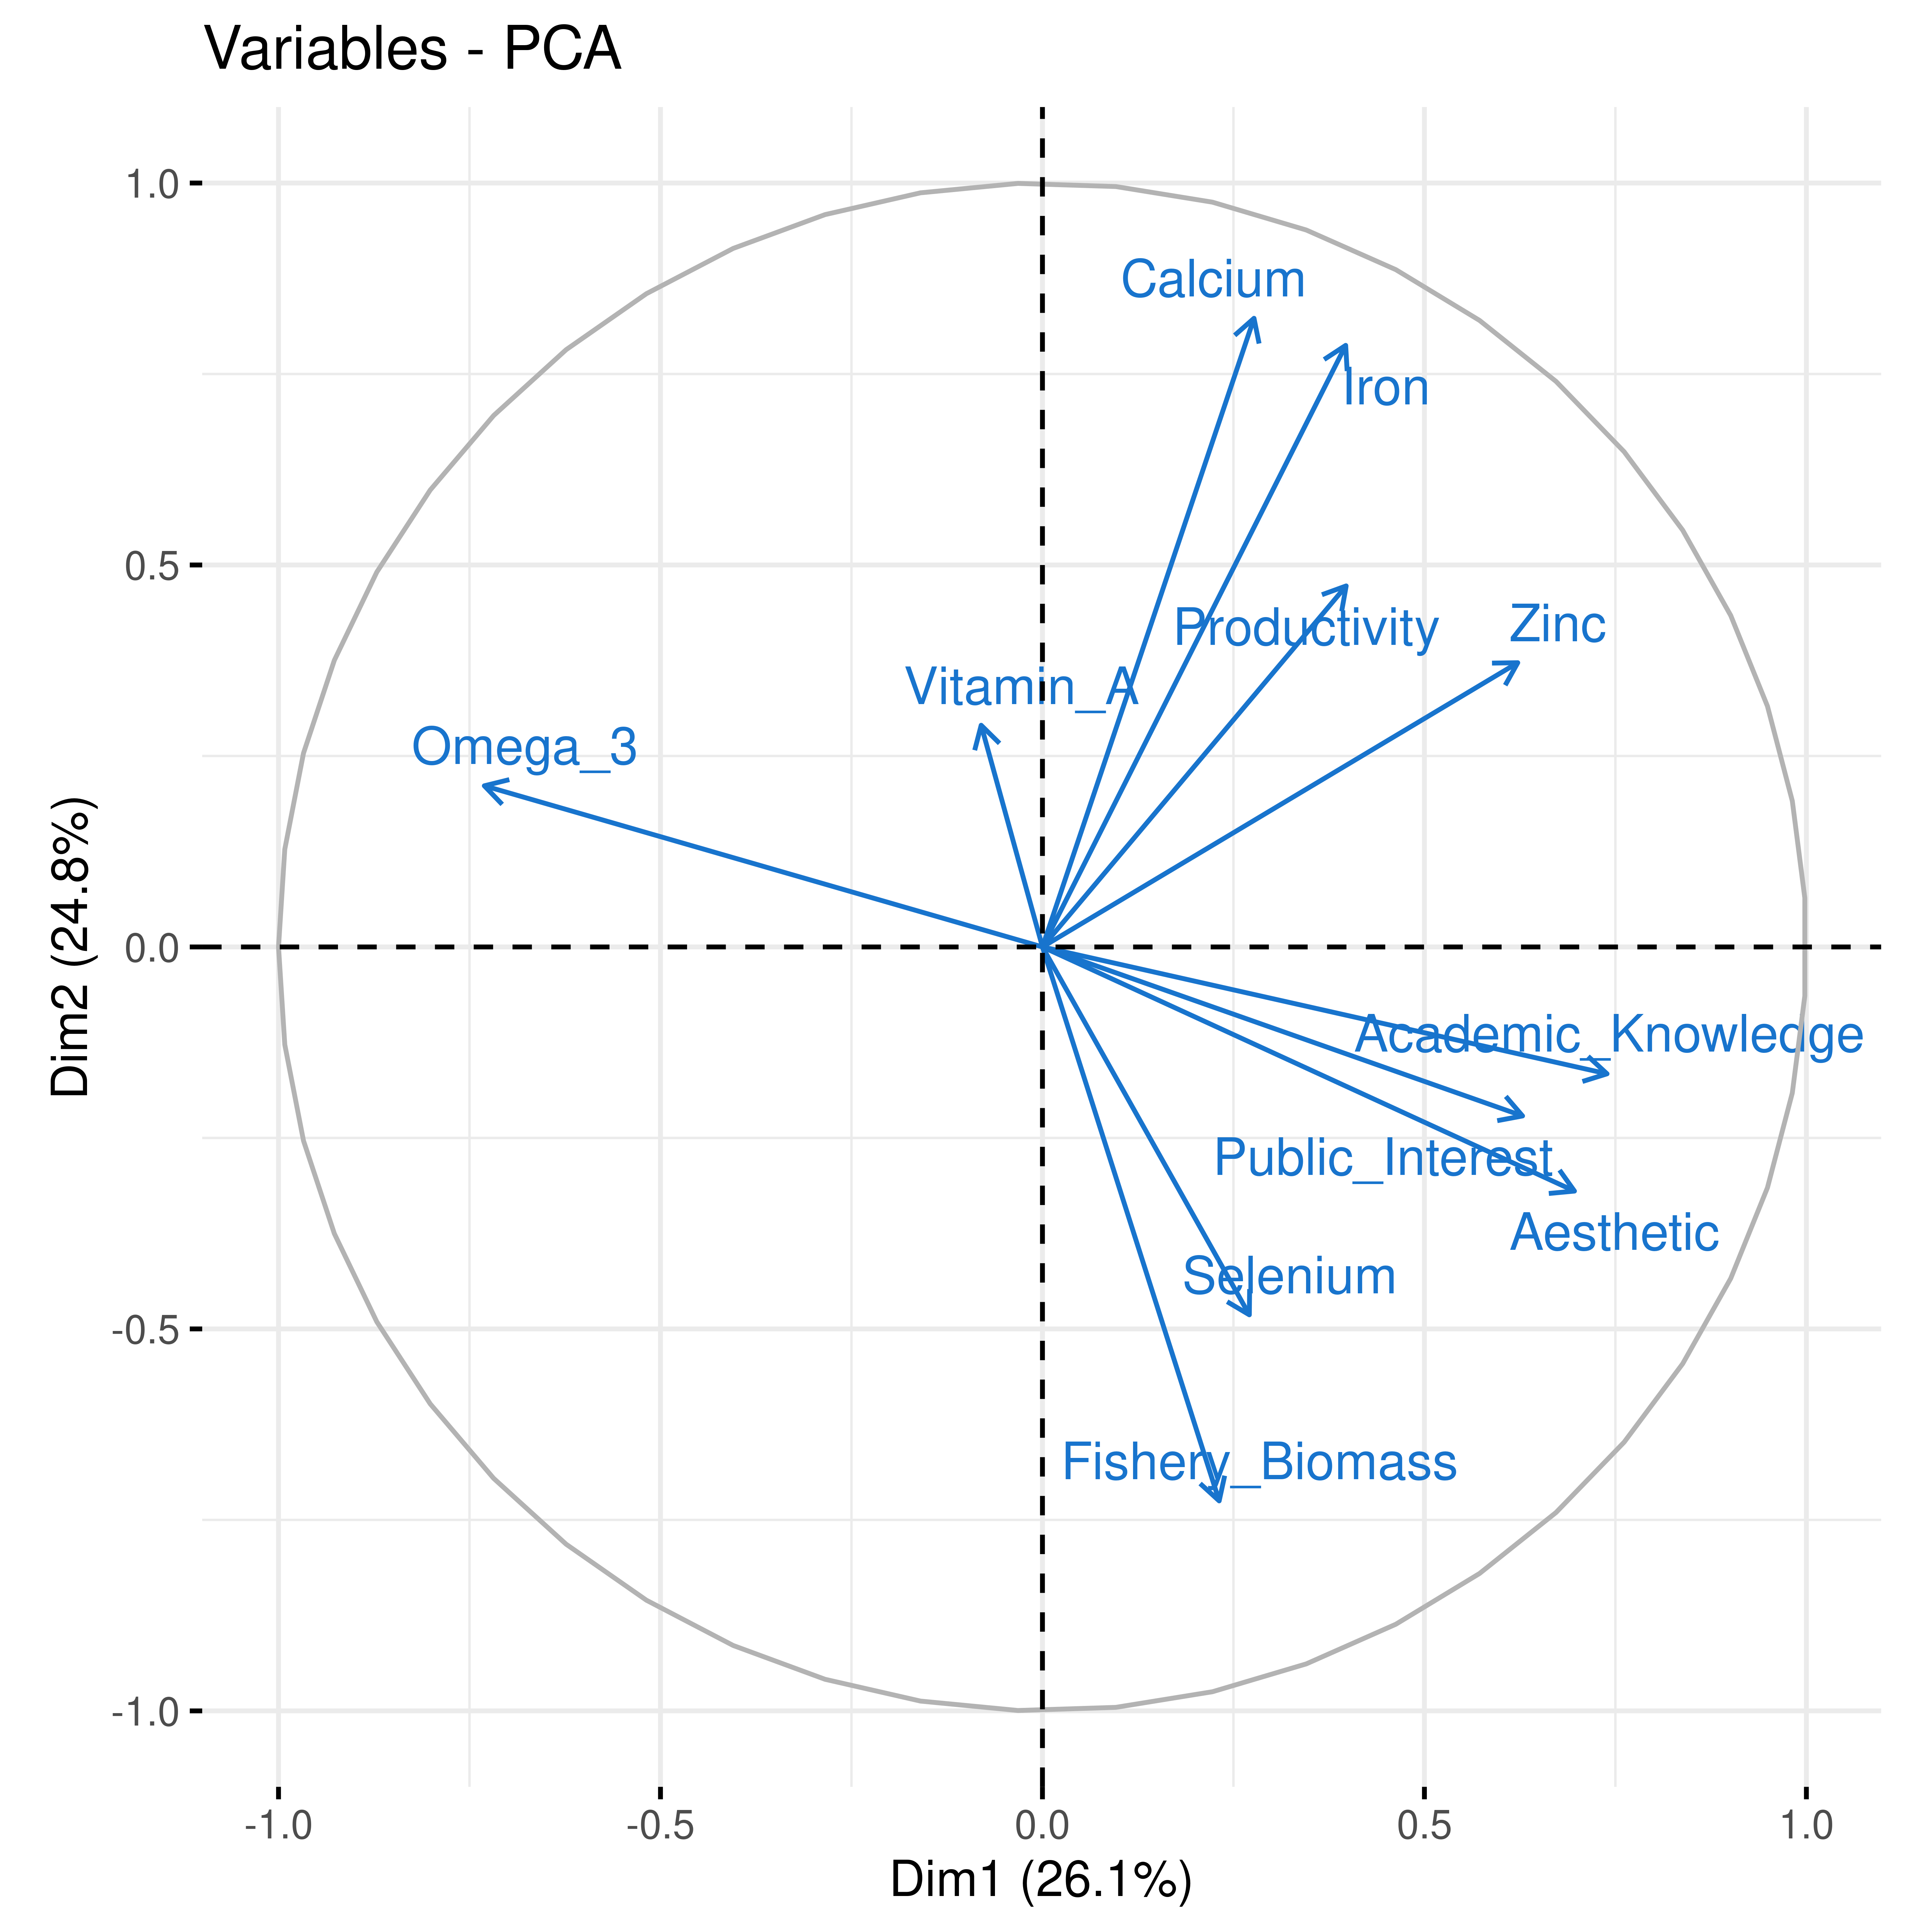 Variables - PCA
1.0
Calcium
Iron
0.5
Productivity
Zinc
Vitamin_A
Omega_3
Dim2 (24.8%)
0.0
Academic_Knowledge
Public_Interest
Aesthetic
Selenium
-0.5
Fishery_Biomass
-1.0
-1.0
-0.5
0.0
0.5
1.0
Dim1 (26.1%)